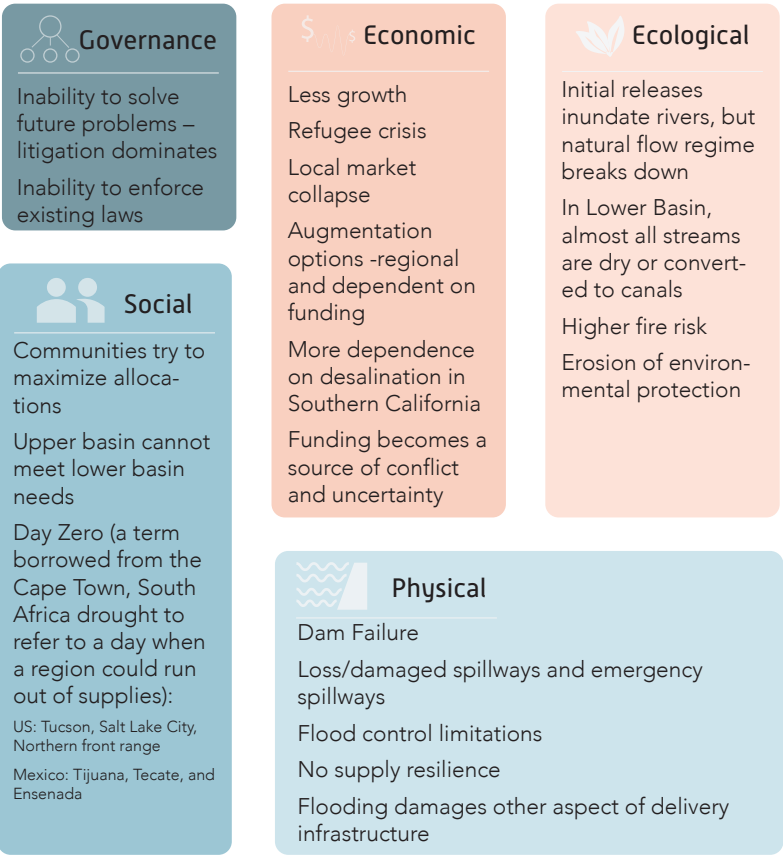 Governance
Inability to solve
future problems –
litigation dominates
Inability to enforce
existing laws
Social
Communities try to
maximize alloca-
tions
Upper basin cannot
meet lower basin
needs
Day Zero (a term
borrowed from the
Cape Town, South
Africa drought to
refer to a day when
a region could run
out of supplies):
US: Tucson, Salt Lake City,
Northern front range
Mexico: Tijuana, Tecate, and
Ensenada
$ $ Economic
Less growth
Refugee crisis
Local market
collapse
Augmentation
options -regional
and dependent on
funding
More dependence
on desalination in
Southern California
Funding becomes a
source of conflict
and uncertainty
Ecological
Initial releases
inundate rivers, but
natural flow regime
breaks down
In Lower Basin,
almost all streams
are dry or convert-
ed to canals
Higher fire risk
Erosion of environ-
mental protection
Physical
Dam Failure
Loss/damaged spillways and emergency
spillways
Flood control limitations
No supply resilience
Flooding damages other aspect of delivery
infrastructure